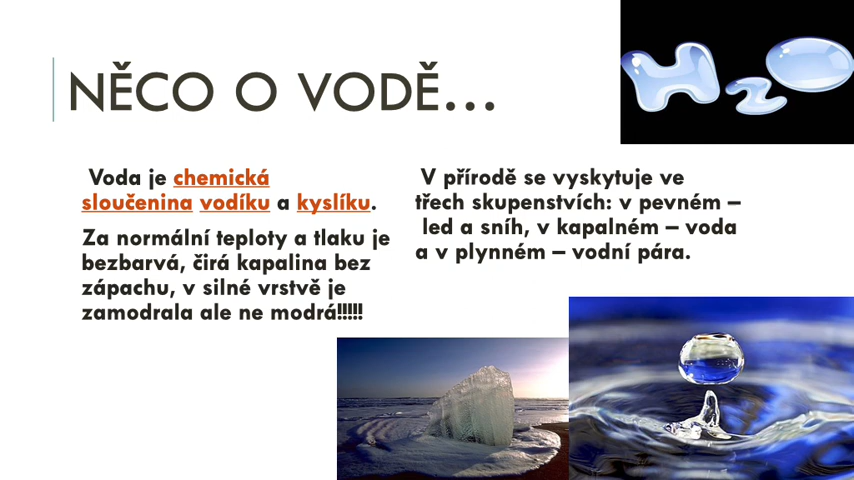 NĚCO O VODĚ...
H2O
Voda je chemická
sloučenina vodíku a kyslíku.
Za normální teploty a tlaku je
bezbarvá, čirá kapalina bez
zápachu, v silné vrstvě je
zamodrala ale ne modrá!!!!!
V přírodě se vyskytuje ve
třech skupenstvích: v pevném –
led a sníh, v kapalném – voda
a v plynném – vodní pára.